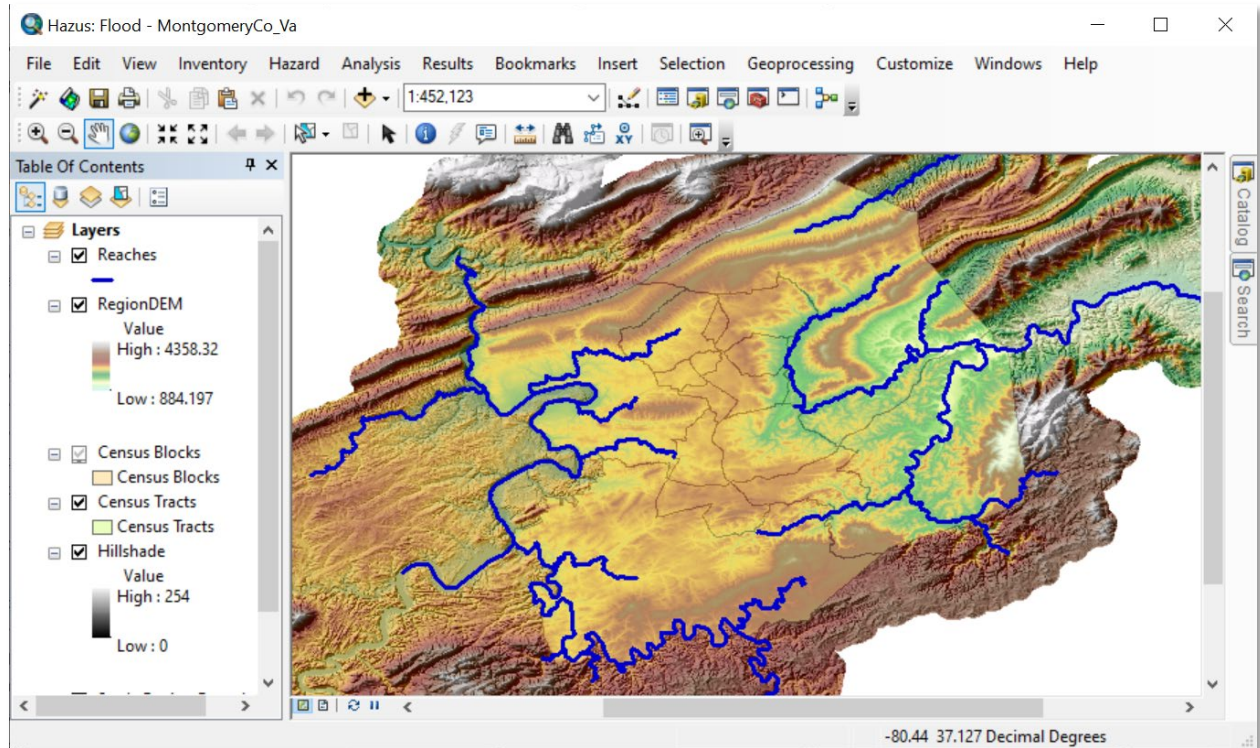 Hazus: Flood - MontgomeryCo_Va
File Edit View Inventory Hazard Analysis Results Bookmarks Insert Selection Geoprocessing Customize Windows Help
1:452,123
XY
Table Of Contents
Layers
Reaches
RegionDEM
Value
High : 4358.32
Low : 884.197
Census Blocks
Census Blocks
Census Tracts
Census Tracts
Hillshade
Value
High : 254
Low : 0
Catalog
Search
-80.44 37.127 Decimal Degrees